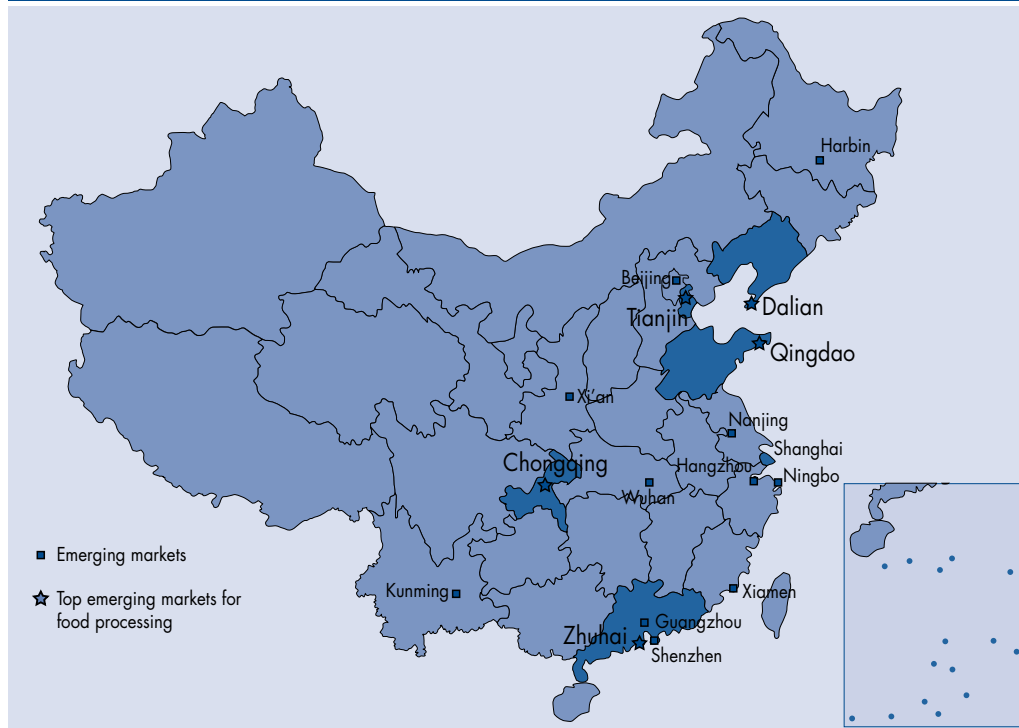 Harbin
Beijing
Tianjin
Dalian
Qingdao
Xi'an
Nanjing
Shanghai
Chongqing
Hangzhou
Ningbo
Wuhan
Emerging markets
Kunming
Xiamen
Top emerging markets for
food processing
Guangzhou
Zhuhai
Shenzhen